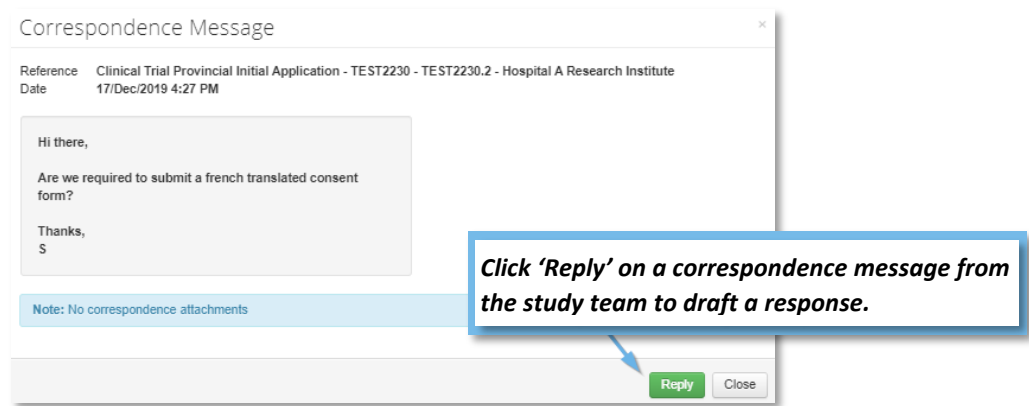 Correspondence Message
×
Reference Clinical Trial Provincial Initial Application - TEST2230 - TEST2230.2 - Hospital A Research Institute
Date 17/Dec/2019 4:27 PM
Hi there,
Are we required to submit a french translated consent
form?
Thanks,
S
Click ‘Reply’ on a correspondence message from
the study team to draft a response.
Note: No correspondence attachments
Reply Close